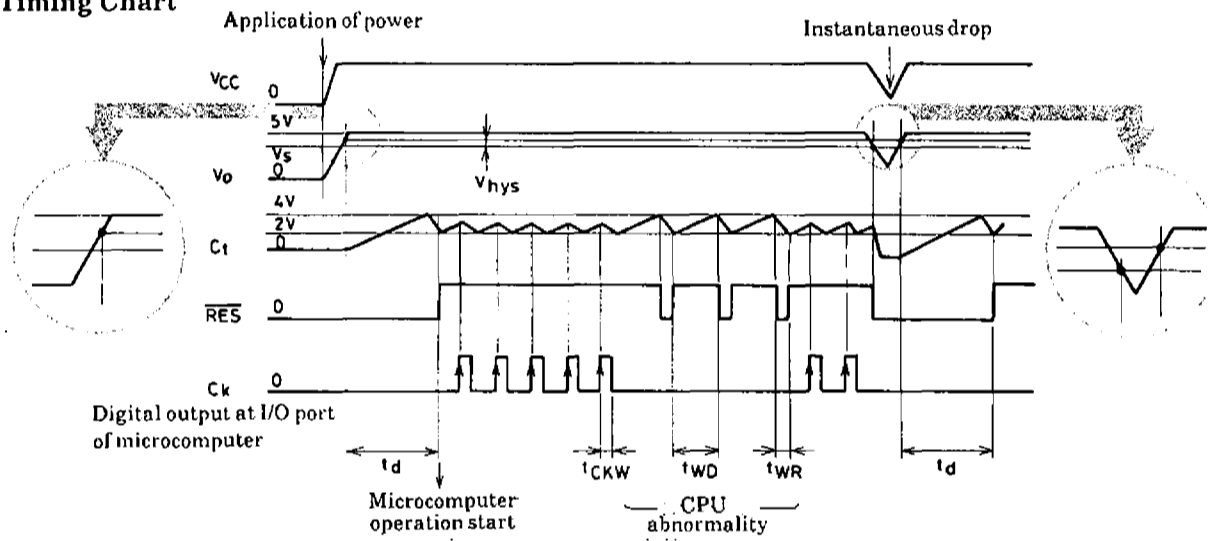 Timing Chart
Application of power
Instantaneous drop
VCC
0
5V
Vs
Vo
0
Vhys
4V
2V
Ct
0
RES
0
Ck
0
Digital output at I/O port
of microcomputer
td
tCKW
tWD
tWR
td
Microcomputer
operation start
CPU
abnormality